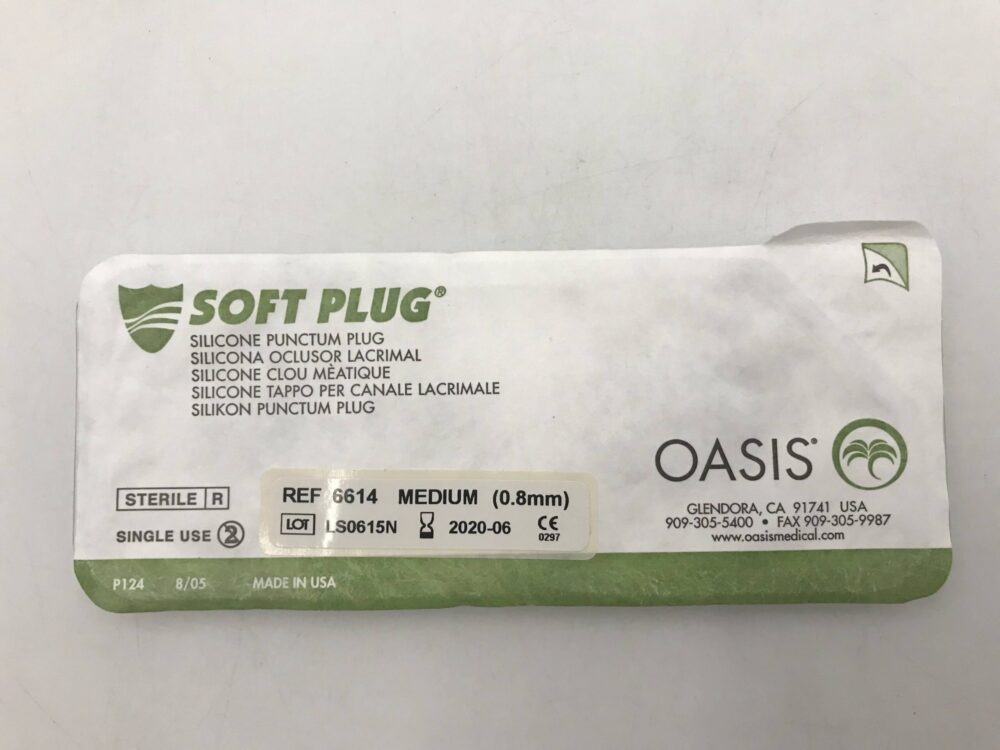 SOFT PLUG®
SILICONE PUNCTUM PLUG
SILICONA OCLUSOR LACRIMAL
SILICONE CLOU MÈATIQUE
SILICONE TAPPO PER CANALE LACRIMALE
SILIKON PUNCTUM PLUG
OASIS®
GLENDORA, CA 91741 USA
909-305-5400 • FAX 909-305-9987
www.oasismedical.com
STERILE R
SINGLE USE 2
REF 6614 MEDIUM (0.8mm)
LOT LS0615N 2020-06 CE
0297
P124 8/05 MADE IN USA